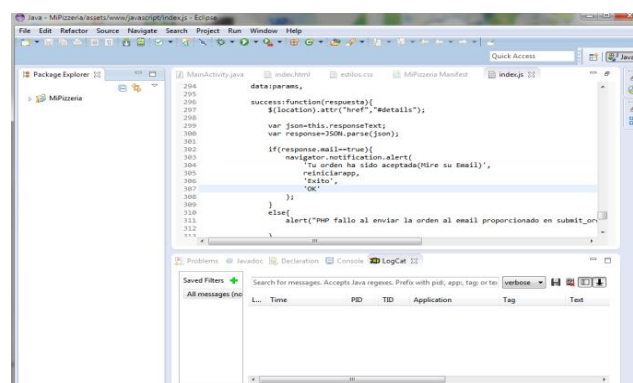 Java - MiPizzeria/assets/www/javascript/index.js - Eclipse
File Edit Refactor Source Navigate Search Project Run Window Help
Quick Access
Java
Package Explorer
MainActivity.java index.html estilos.css MiPizzeria Manifest index.js
MiPizzeria
294 data:params,
295
296 success:function(respuesta){
297 $(location).attr("href","#details");
298
299 var json=this.responseText;
300 var response=JSON.parse(json);
301
302 if(response.mail==true){
303 navigator.notification.alert(
304 'Tu orden ha sido aceptada(Mire su Email)',
305 reiniciarapp,
306 'Exito',
307 'OK'
308 );
309 }
310 else{
311 alert("PHP fallo al enviar la orden al email proporcionado en submit_or
312
313 }
Problems Javadoc Declaration Console LogCat
Saved Filters
All messages (no
Search for messages. Accepts Java regexes. Prefix with pid:, app:, tag: or tex
verbose
L... Time PID TID Application Tag Text